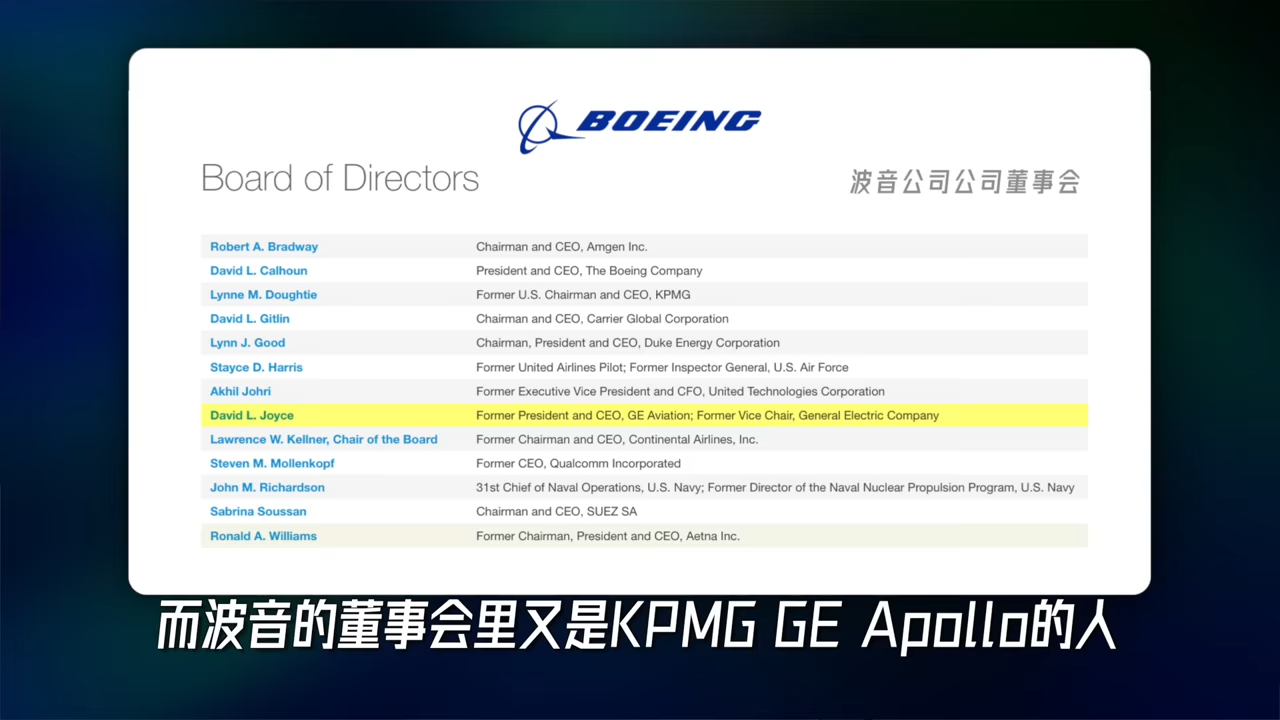 BOEING
Board of Directors
波音公司公司董事会
Robert A. Bradway Chairman and CEO, Amgen Inc.
David L. Calhoun President and CEO, The Boeing Company
Lynne M. Doughtie Former U.S. Chairman and CEO, KPMG
David L. Gitlin Chairman and CEO, Carrier Global Corporation
Lynn J. Good Chairman, President and CEO, Duke Energy Corporation
Stayce D. Harris Former United Airlines Pilot; Former Inspector General, U.S. Air Force
Akhil Johri Former Executive Vice President and CFO, United Technologies Corporation
David L. Joyce Former President and CEO, GE Aviation; Former Vice Chair, General Electric Company
Lawrence W. Kellner, Chair of the Board Former Chairman and CEO, Continental Airlines, Inc.
Steven M. Mollenkopf Former CEO, Qualcomm Incorporated
John M. Richardson 31st Chief of Naval Operations, U.S. Navy; Former Director of the Naval Nuclear Propulsion Program, U.S. Navy
Sabrina Soussan Chairman and CEO, SUEZ SA
Ronald A. Williams Former Chairman, President and CEO, Aetna Inc.
而波音的董事会里又是KPMG GE Apollo的人